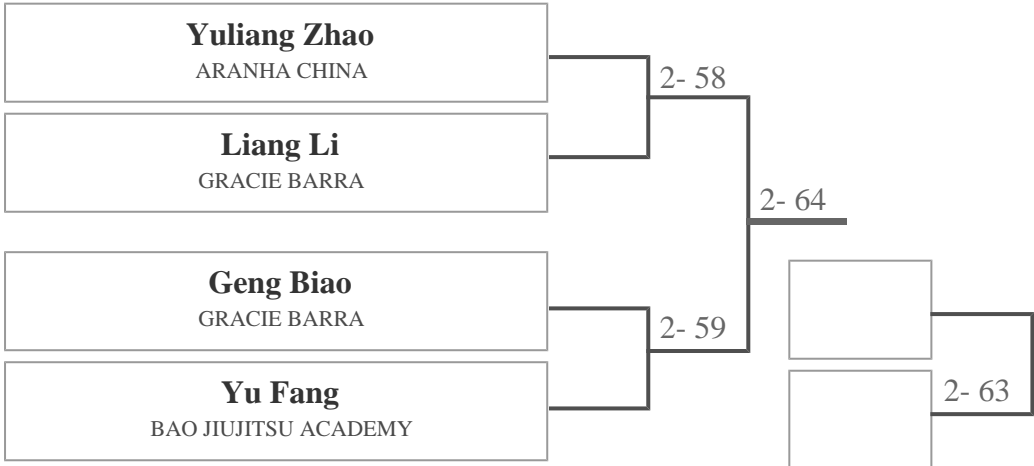 Yuliang Zhao
ARANHA CHINA
2- 58
Liang Li
GRACIE BARRA
2- 64
Geng Biao
GRACIE BARRA
2- 59
Yu Fang
BAO JIUJITSU ACADEMY
2- 63